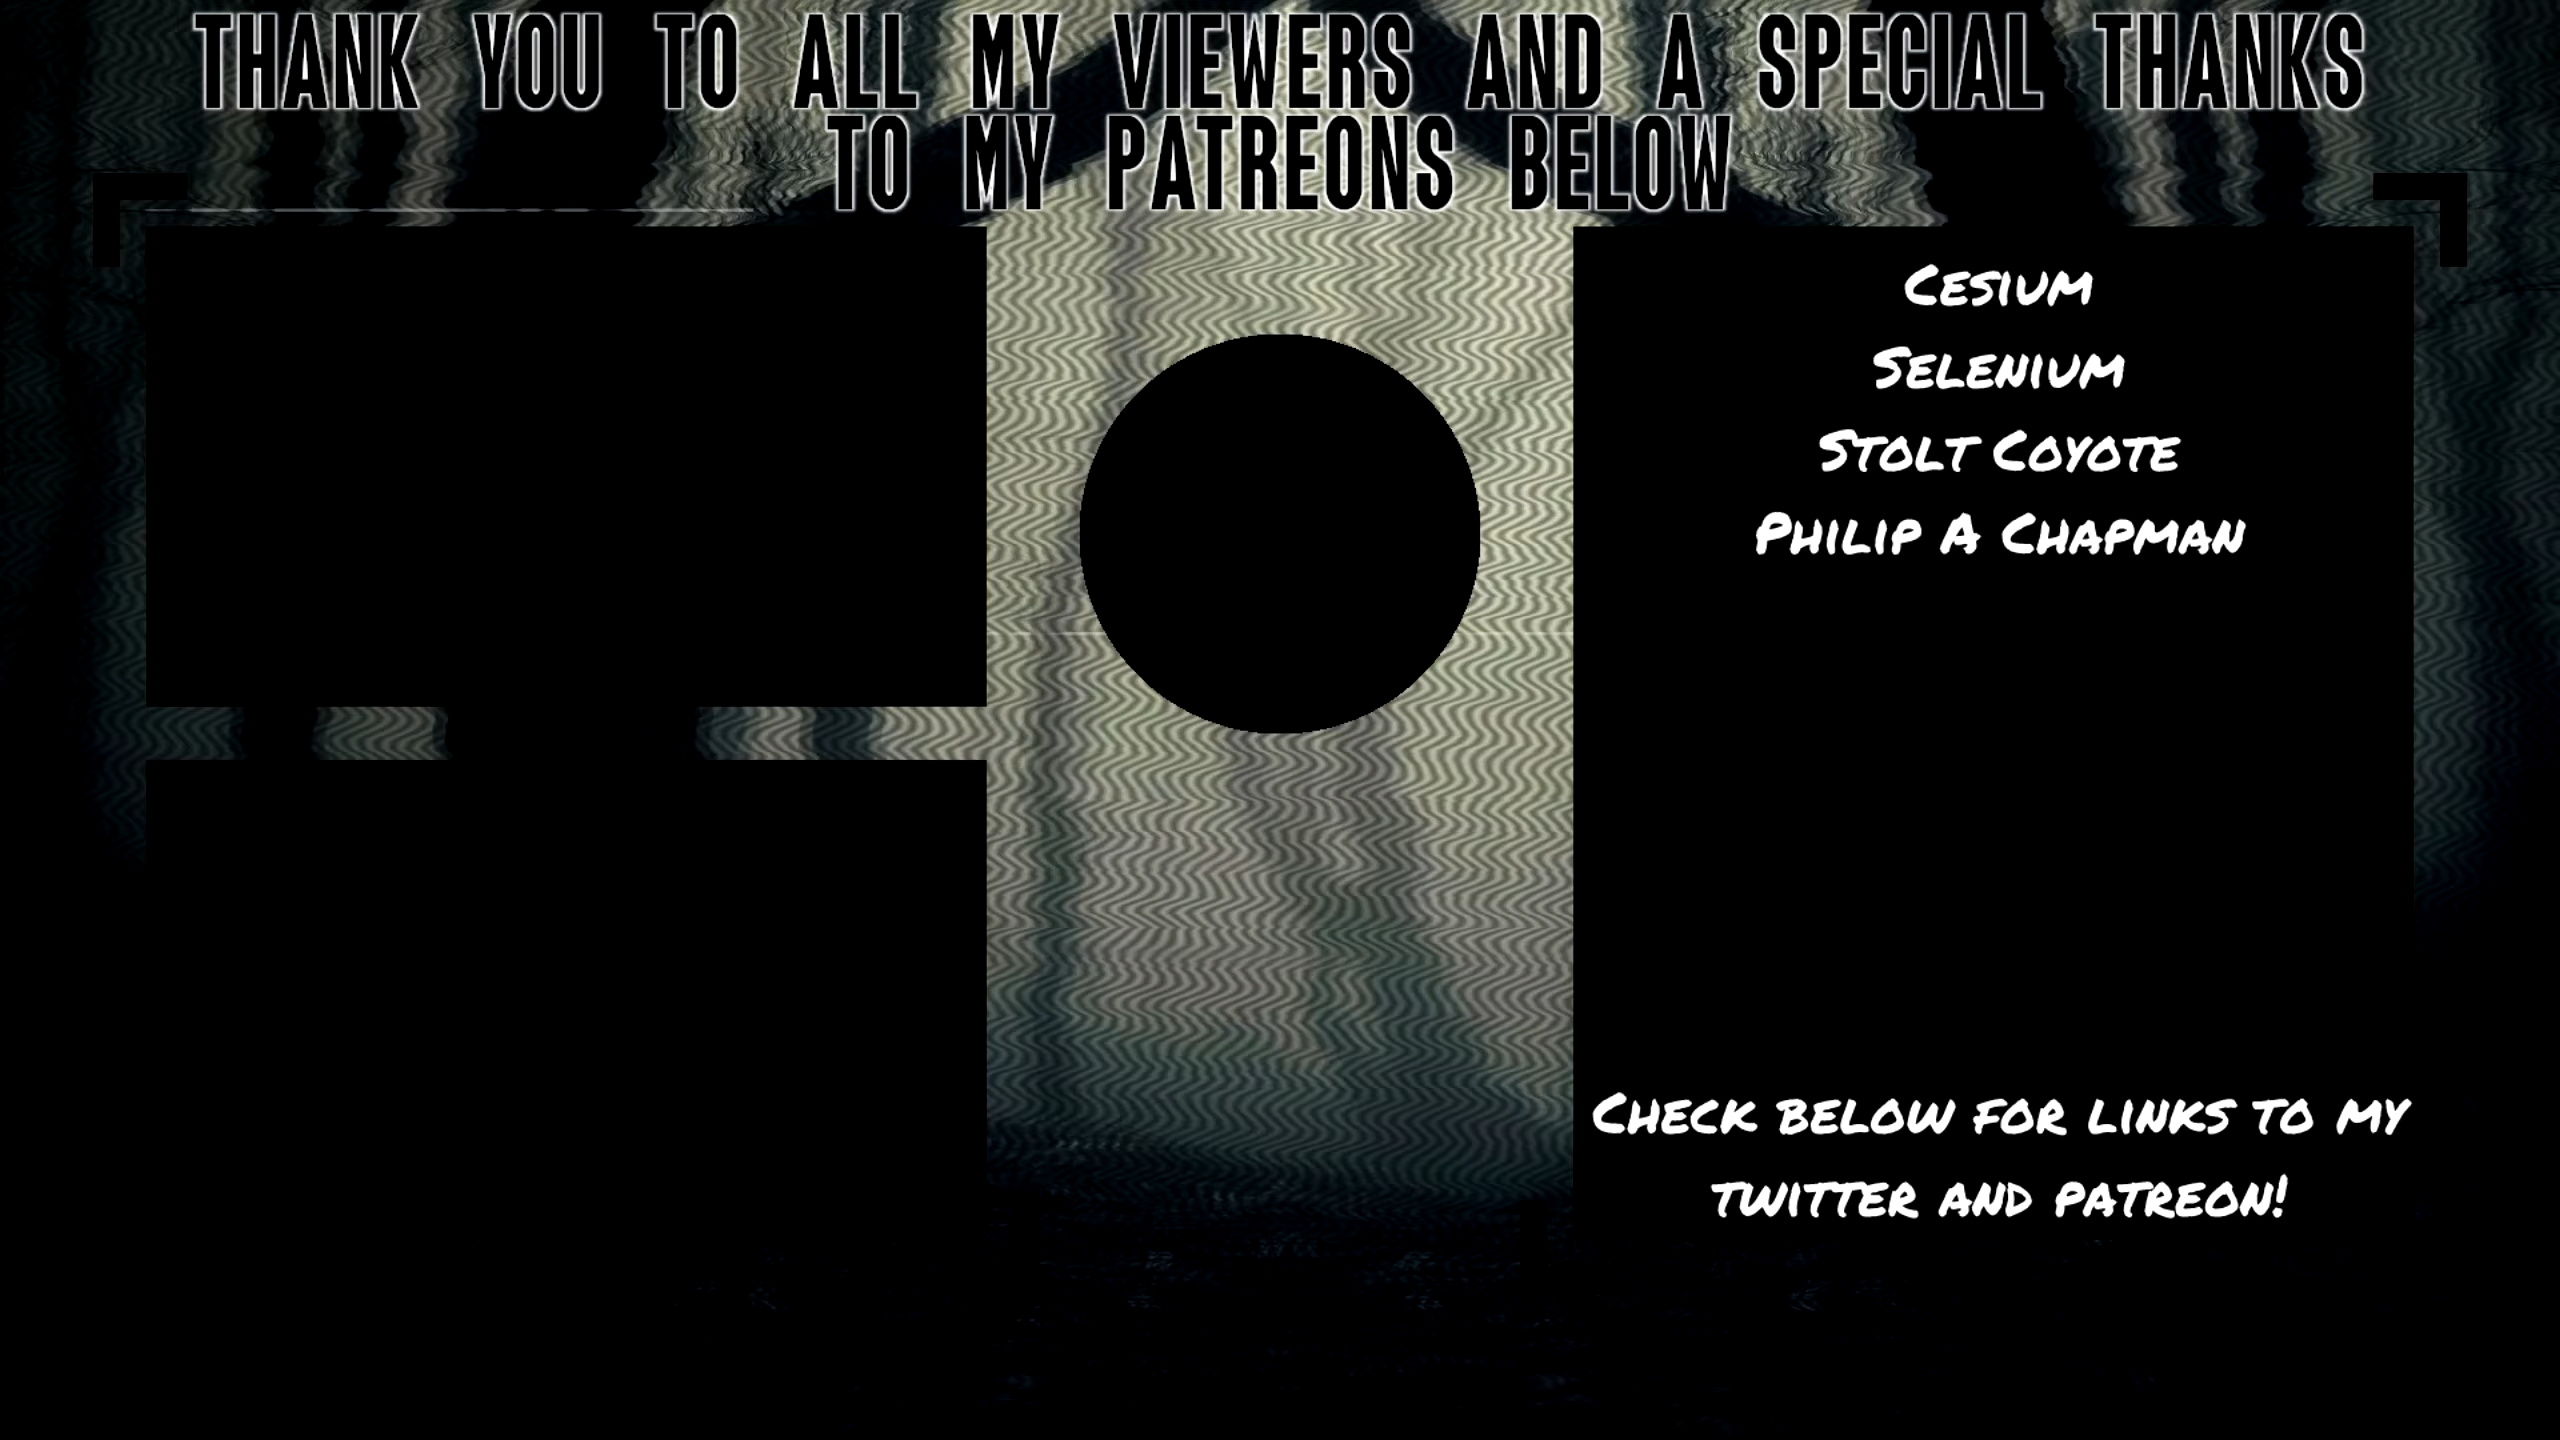 THANK YOU TO ALL MY VIEWERS AND A SPECIAL THANKS
TO MY PATREONS BELOW
Cesium
Selenium
Stolt Coyote
Philip A Chapman
Check below for links to my
twitter and patreon!